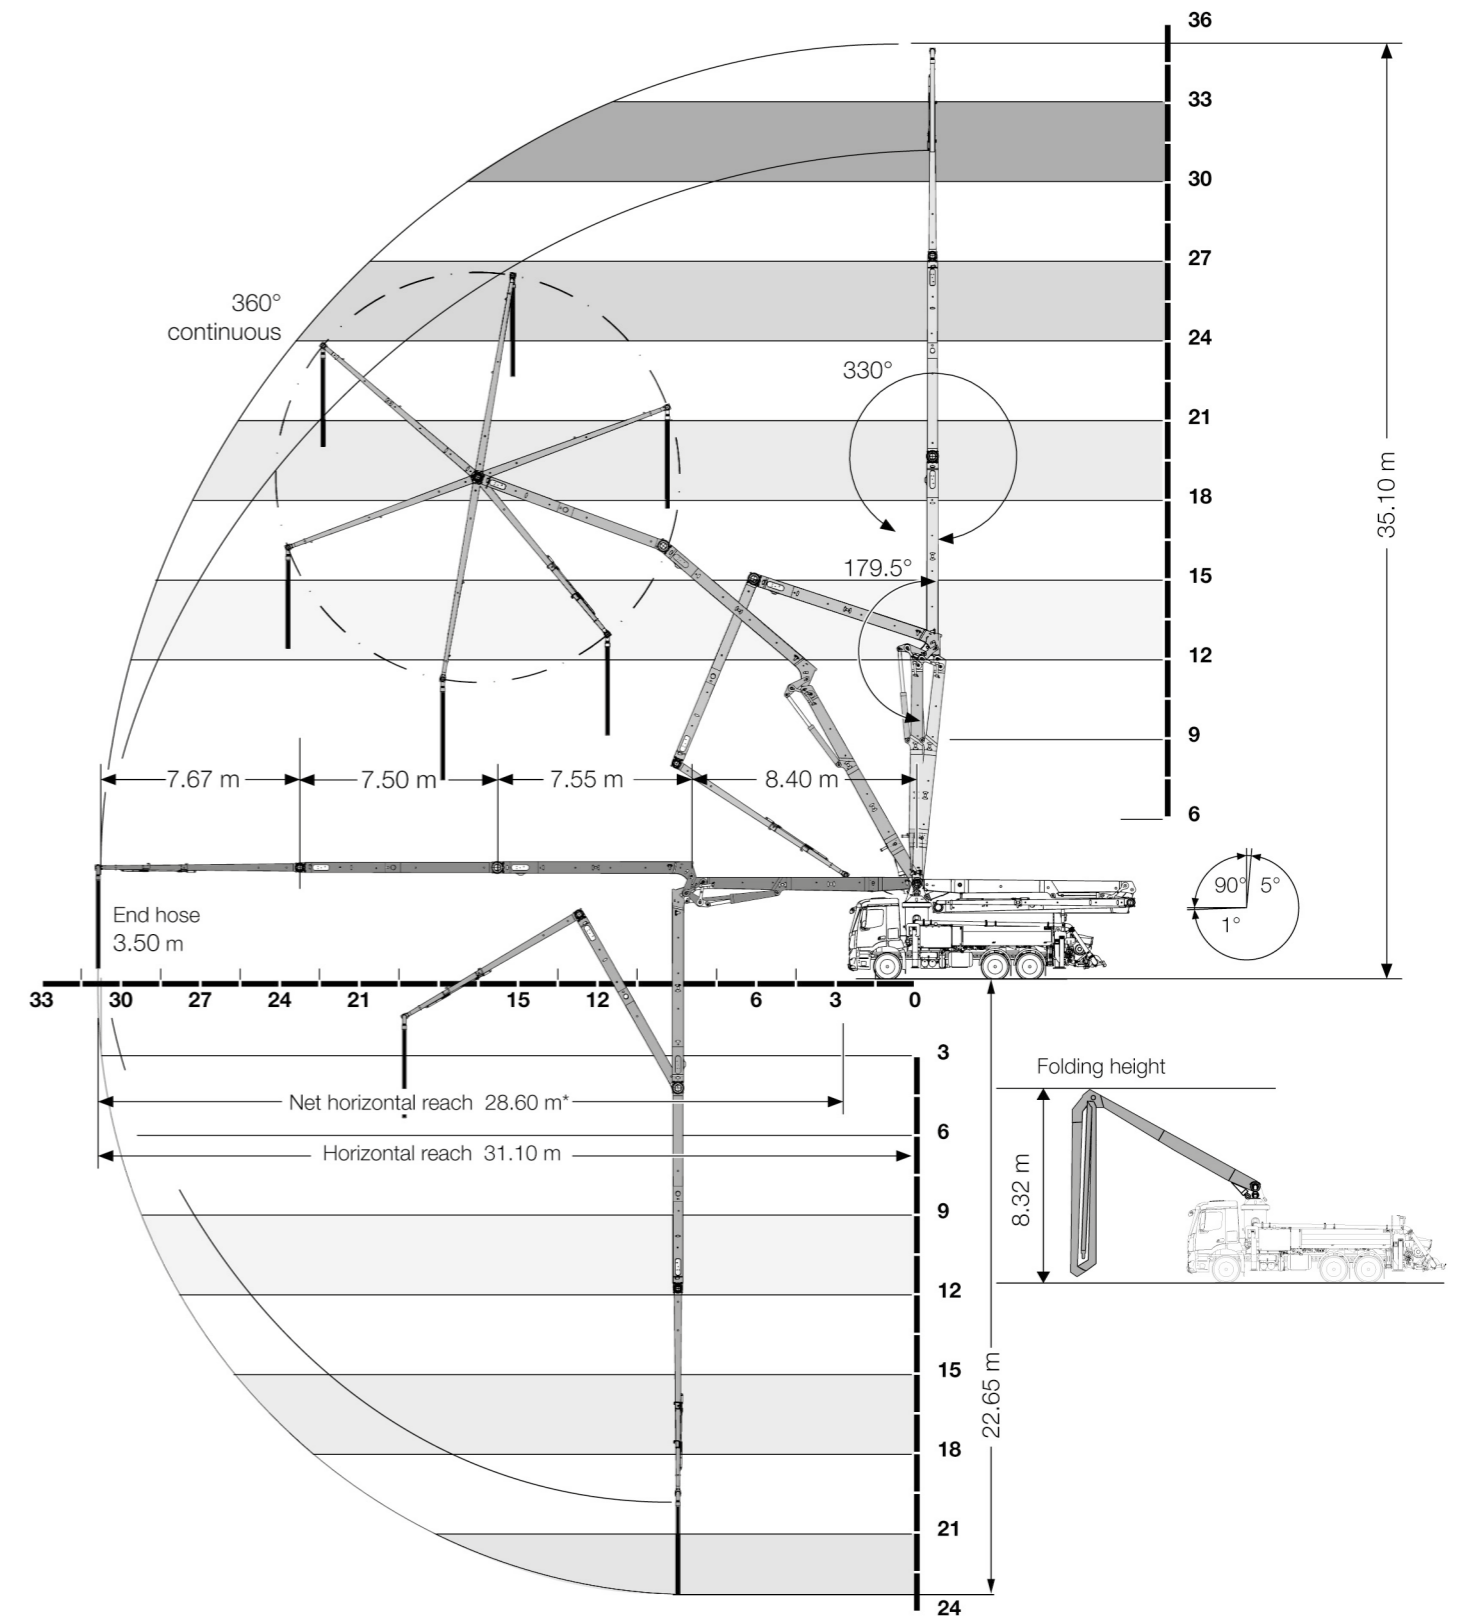 36
33
30
27
360°
continuous
24
330°
21
35.10 m
18
179.5°
15
12
9
7.67 m
7.50 m
7.55 m
8.40 m
6
90°
5°
1°
End hose
3.50 m
33
30
27
24
21
15
12
6
3
0
3
Folding height
Net horizontal reach 28.60 m*
6
Horizontal reach 31.10 m
8.32 m
9
12
15
22.65 m
18
21
24